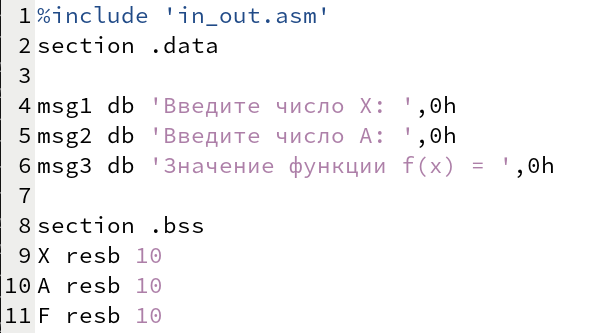 1 %include 'in_out.asm'
2 section .data
3
4 msg1 db 'Введите число X: ',0h
5 msg2 db 'Введите число A: ',0h
6 msg3 db 'Значение функции f(x) = ',0h
7
8 section .bss
9 X resb 10
10 A resb 10
11 F resb 10